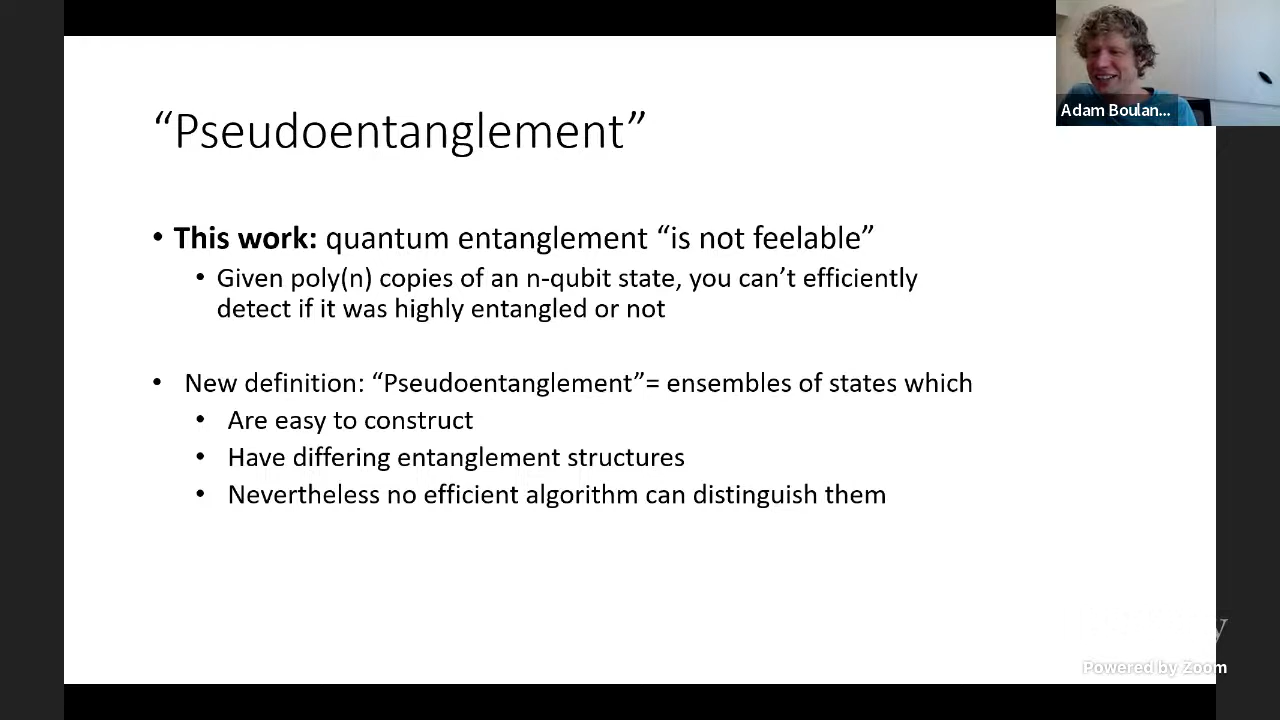 “Pseudoentanglement”
• This work: quantum entanglement “is not feelable”
• Given poly(n) copies of an n-qubit state, you can’t efficiently
detect if it was highly entangled or not
• New definition: “Pseudoentanglement”= ensembles of states which
• Are easy to construct
• Have differing entanglement structures
• Nevertheless no efficient algorithm can distinguish them
Adam Boulan...
Powered by Zoom